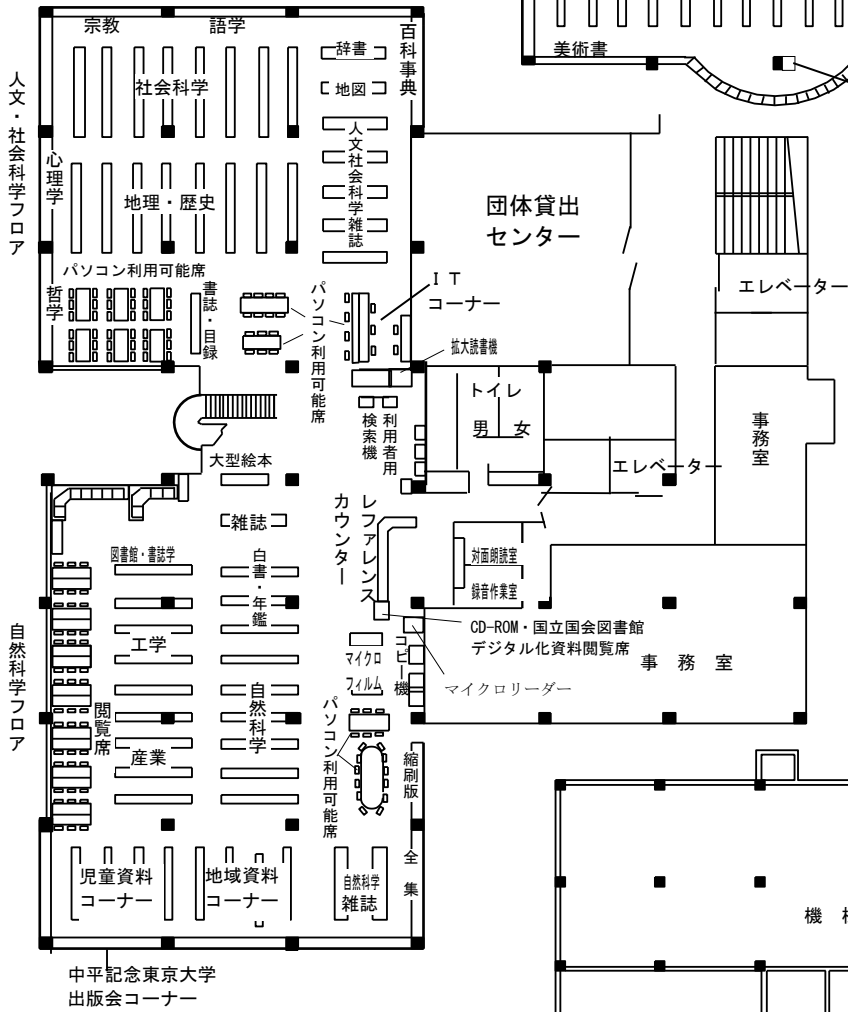 宗教
語学
辞書
百科事典
美術書
人文・社会科学フロア
社会科学
地図
人文社会科学雑誌
心理学
地理・歴史
団体貸出
センター
パソコン利用可能席
哲学
書誌・目録
パソコン利用可能席
ＩＴ
コーナー
エレベーター
拡大読書機
トイレ
男 女
検索機
利用者用
事務室
大型絵本
エレベーター
雑誌
レファレンス
カウンター
図書館・書誌学
白書・年鑑
対面朗読室
録音作業室
自然科学フロア
工学
マイクロ
フィルム
コピー機
CD-ROM・国立国会図書館
デジタル化資料閲覧席
事 務 室
マイクロリーダー
閲覧席
自然科学
産業
パソコン利用可能席
縮刷版
児童資料
コーナー
地域資料
コーナー
自然科学
雑誌
全集
機
中平記念東京大学
出版会コーナー